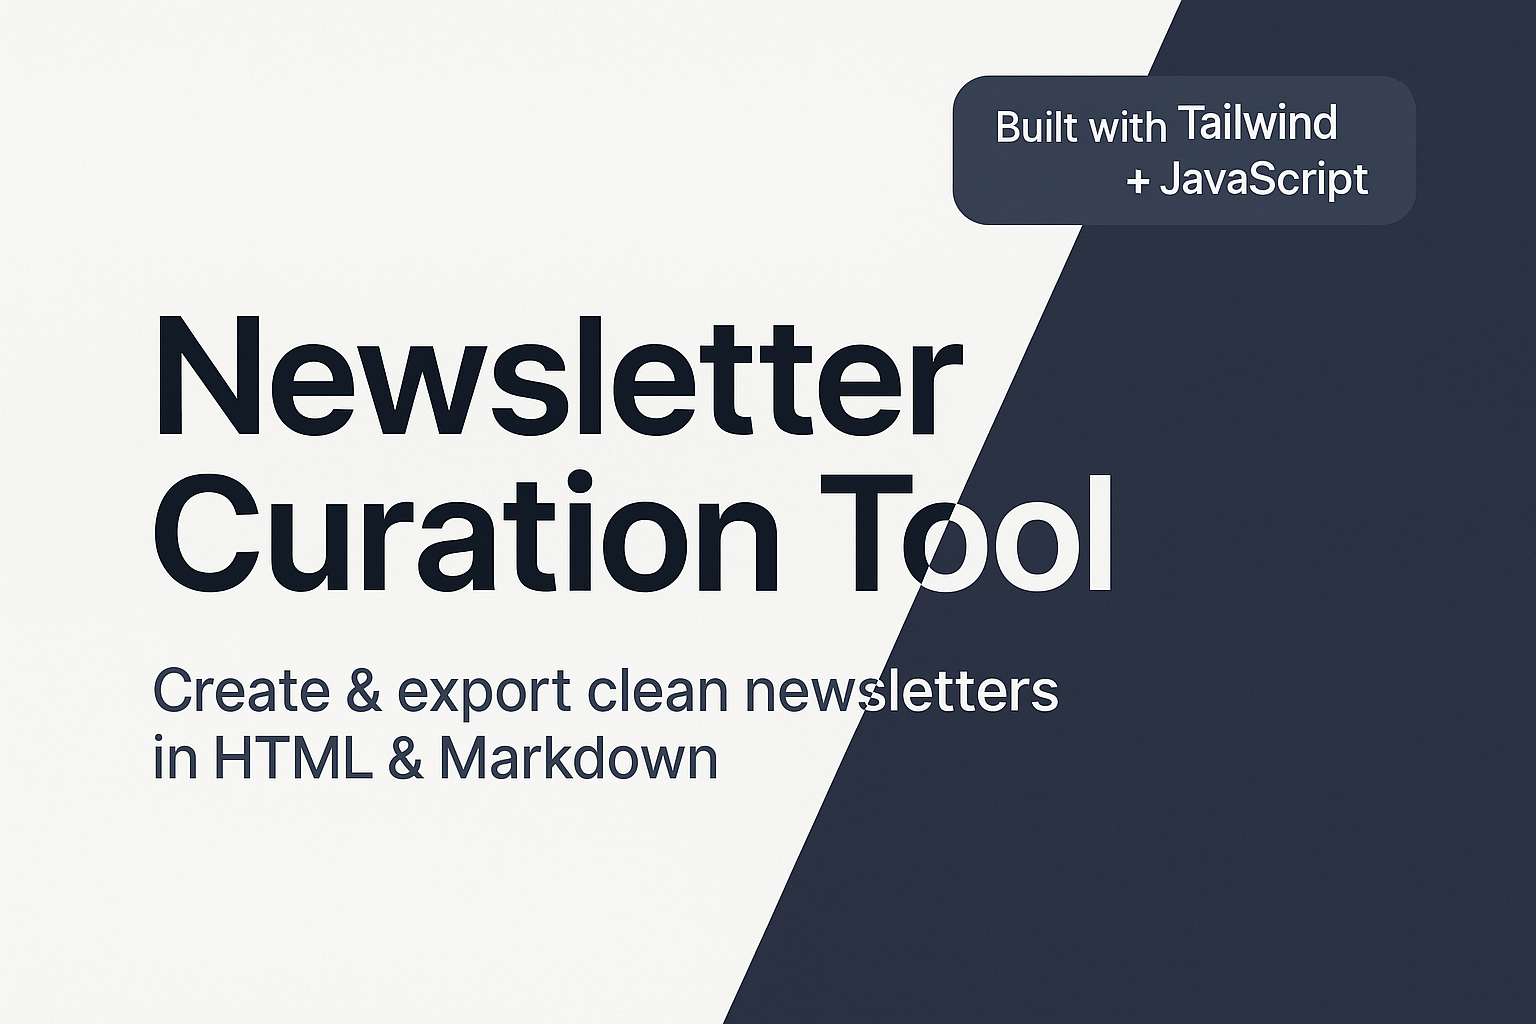 Built with Tailwind
+ JavaScript
Newsletter
Curation Tool
Create & export clean newsletters
in HTML & Markdown